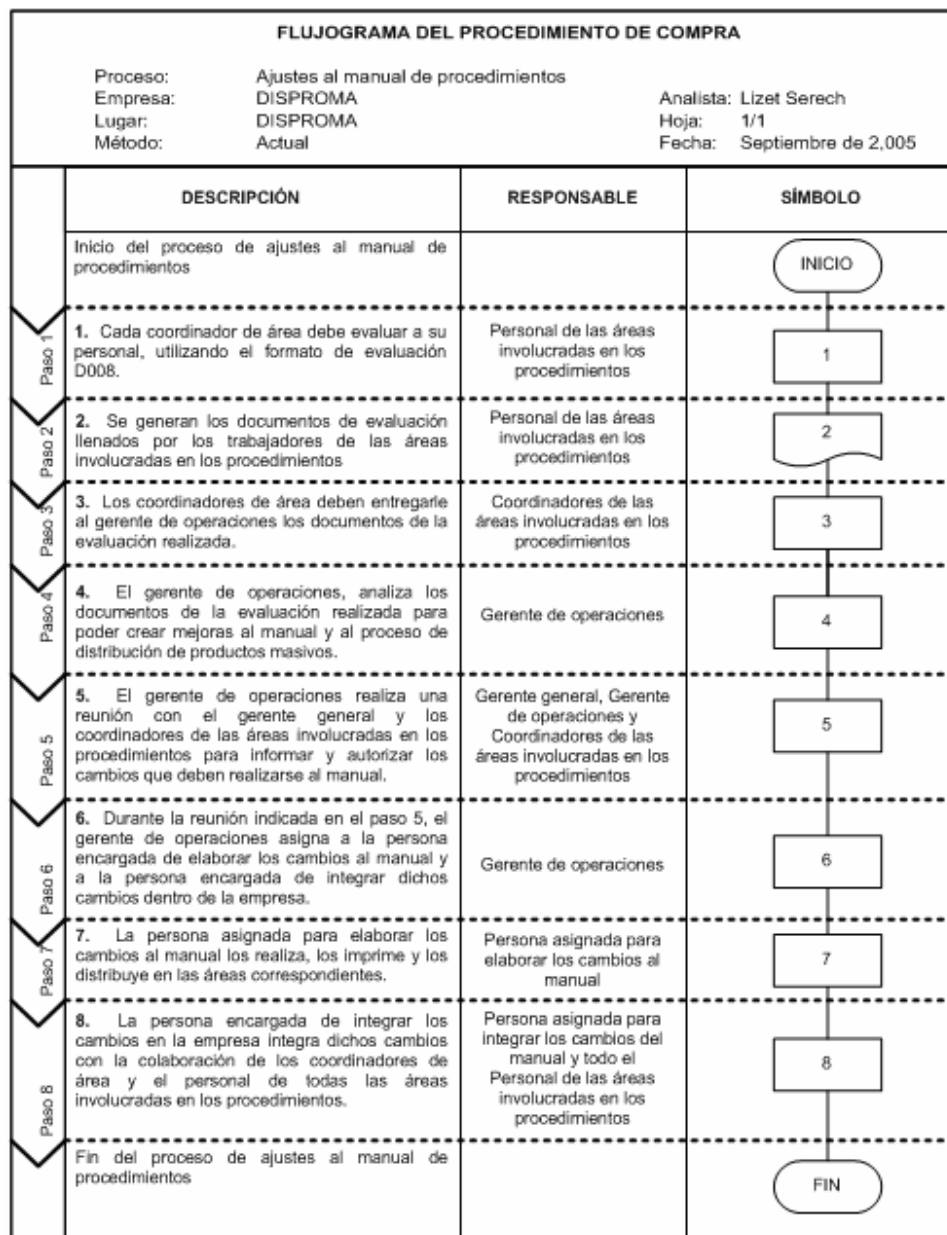 FLUJOGRAMA DEL PROCEDIMIENTO DE COMPRA
Proceso: Ajustes al manual de procedimientos
Empresa: DISPROMA Analista: Lizet Serech
Lugar: DISPROMA Hoja: 1/1
Método: Actual Fecha: Septiembre de 2,005
DESCRIPCIÓN RESPONSABLE SÍMBOLO
Inicio del proceso de ajustes al manual de
procedimientos
INICIO
Paso 1
1. Cada coordinador de área debe evaluar a su
personal, utilizando el formato de evaluación
D008.
Personal de las áreas
involucradas en los
procedimientos
1
Paso 2
2. Se generan los documentos de evaluación
llenados por los trabajadores de las áreas
involucradas en los procedimientos
Personal de las áreas
involucradas en los
procedimientos
2
Paso 3
3. Los coordinadores de área deben entregarle
al gerente de operaciones los documentos de la
evaluación realizada.
Coordinadores de las
áreas involucradas en los
procedimientos
3
Paso 4
4. El gerente de operaciones, analiza los
documentos de la evaluación realizada para
poder crear mejoras al manual y al proceso de
distribución de productos masivos.
Gerente de operaciones
4
Paso 5
5. El gerente de operaciones realiza una
reunión con el gerente general y los
coordinadores de las áreas involucradas en los
procedimientos para informar y autorizar los
cambios que deben realizarse al manual.
Gerente general, Gerente
de operaciones y
Coordinadores de las
áreas involucradas en los
procedimientos
5
Paso 6
6. Durante la reunión indicada en el paso 5, el
gerente de operaciones asigna a la persona
encargada de elaborar los cambios al manual y
a la persona encargada de integrar dichos
cambios dentro de la empresa.
Gerente de operaciones
6
Paso 7
7. La persona asignada para elaborar los
cambios al manual los realiza, los imprime y los
distribuye en las áreas correspondientes.
Persona asignada para
elaborar los cambios al
manual
7
Paso 8
8. La persona encargada de integrar los
cambios en la empresa integra dichos cambios
con la colaboración de los coordinadores de
área y el personal de todas las áreas
involucradas en los procedimientos.
Persona asignada para
integrar los cambios del
manual y todo el
Personal de las áreas
involucradas en los
procedimientos
8
Fin del proceso de ajustes al manual de
procedimientos
FIN